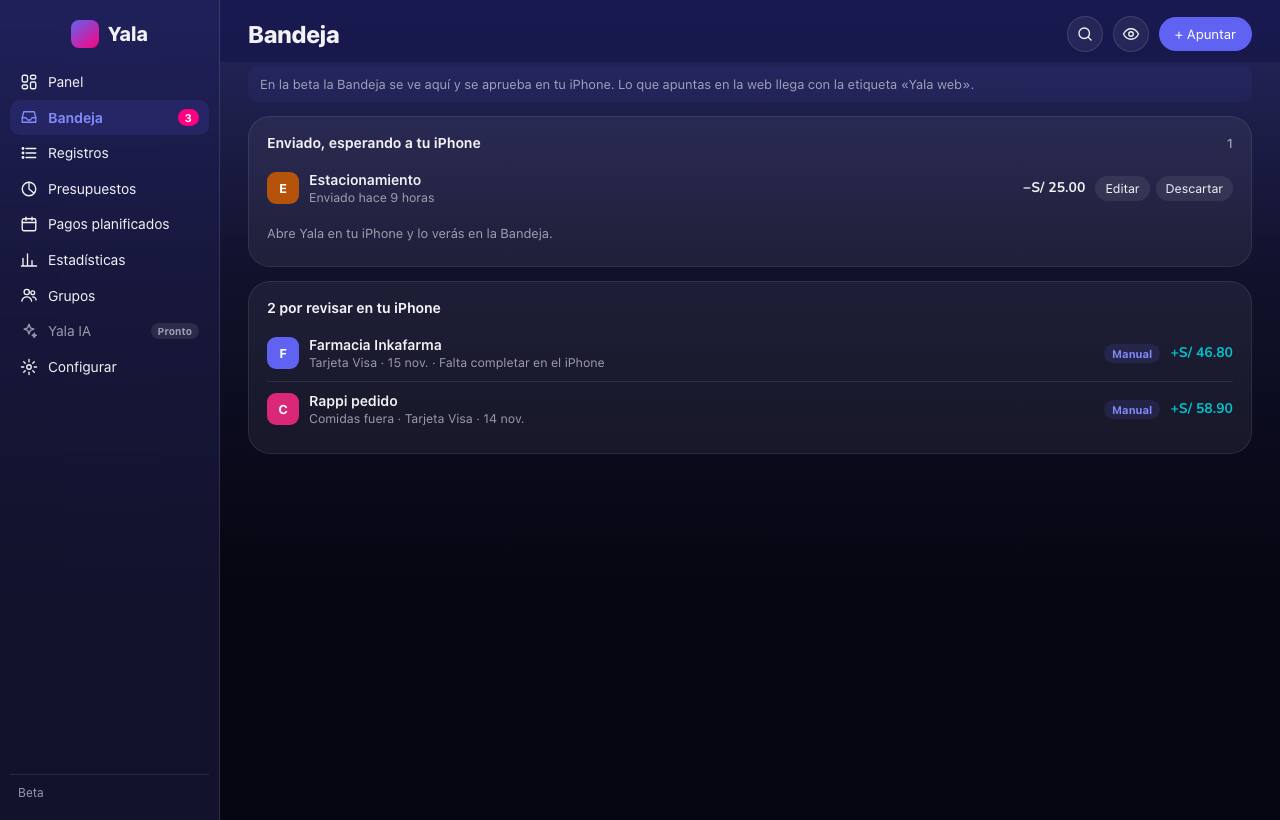 Yala
Panel
Bandeja
3
Registros
Presupuestos
Pagos planificados
Estadísticas
Grupos
Yala IA
Pronto
Configurar
Beta
Bandeja
+ Apuntar
En la beta la Bandeja se ve aquí y se aprueba en tu iPhone. Lo que apuntas en la web llega con la etiqueta «Yala web».
Enviado, esperando a tu iPhone
1
E
Estacionamiento
Enviado hace 9 horas
−S/ 25.00
Editar
Descartar
Abre Yala en tu iPhone y lo verás en la Bandeja.
2 por revisar en tu iPhone
F
Farmacia Inkafarma
Tarjeta Visa · 15 nov. · Falta completar en el iPhone
Manual
+S/ 46.80
C
Rappi pedido
Comidas fuera · Tarjeta Visa · 14 nov.
Manual
+S/ 58.90